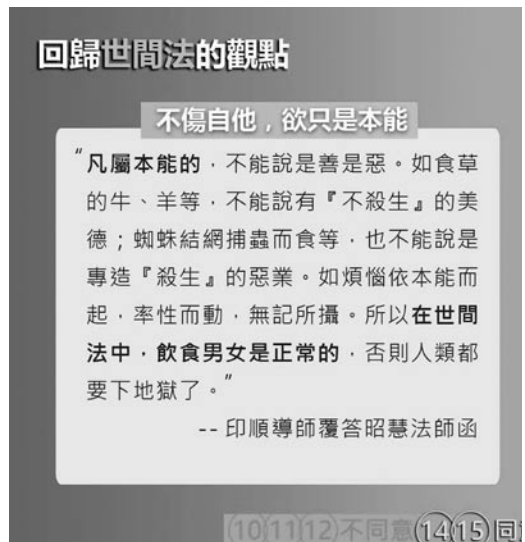 回歸世間法的觀點
不傷自他，欲只是本能
"凡屬本能的，不能說是善是惡。如食草
的牛、羊等，不能說有『不殺生』的美
德；蜘蛛結網捕蟲而食等，也不能說是
專造『殺生』的惡業。如煩惱依本能而
起，率性而動，無記所攝。所以在世間
法中，飲食男女是正常的，否則人類都
要下地獄了。"
-- 印順導師覆答昭慧法師函
(10)(11)(12)不同意(14)(15)同